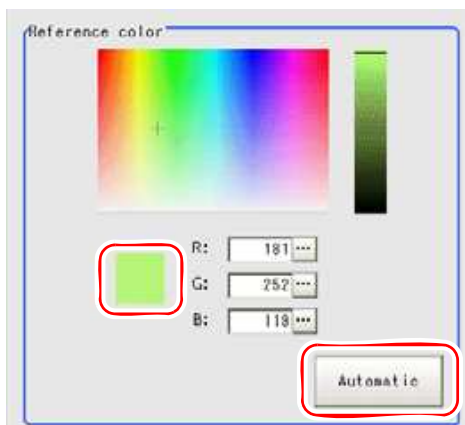 Reference color
R: 181 ...
G: 252 ...
B: 118 ...
Automatic